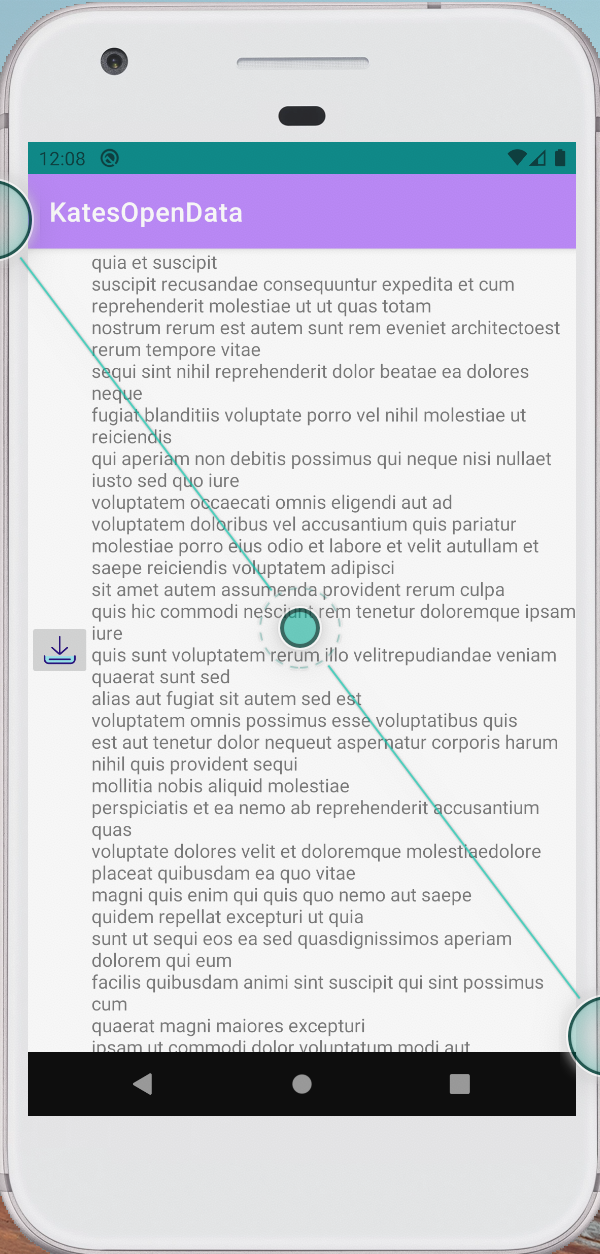 12:08
KatesOpenData
quia et suscipit
suscipit recusandae consequuntur expedita et cum
reprehenderit molestiae ut ut quas totam
nostrum rerum est autem sunt rem eveniet architectoest
rerum tempore vitae
sequi sint nihil reprehenderit dolor beatae ea dolores
neque
fugiat blanditiis voluptate porro vel nihil molestiae ut
reiciendis
qui aperiam non debitis possimus qui neque nisi nullaet
iusto sed quo iure
voluptatem occaecati omnis eligendi aut ad
voluptatem doloribus vel accusantium quis pariatur
molestiae porro eius odio et labore et velit autullam et
saepe reiciendis voluptatem adipisci
sit amet autem assumenda provident rerum culpa
quis hic commodi nesciunt rem tenetur doloremque ipsam
iure
quis sunt voluptatem rerum illo velitrepudiandae veniam
quaerat sunt sed
alias aut fugiat sit autem sed est
voluptatem omnis possimus esse voluptatibus quis
est aut tenetur dolor nequeut aspernatur corporis harum
nihil quis provident sequi
mollitia nobis aliquid molestiae
perspiciatis et ea nemo ab reprehenderit accusantium
quas
voluptate dolores velit et doloremque molestiaedolore
placeat quibusdam ea quo vitae
magni quis enim qui quis quo nemo aut saepe
quidem repellat excepturi ut quia
sunt ut sequi eos ea sed quasdignissimos aperiam
dolorem qui eum
facilis quibusdam animi sint suscipit qui sint possimus
cum
quaerat magni maiores excepturi
ipsam ut commodi dolor voluptatum modi aut